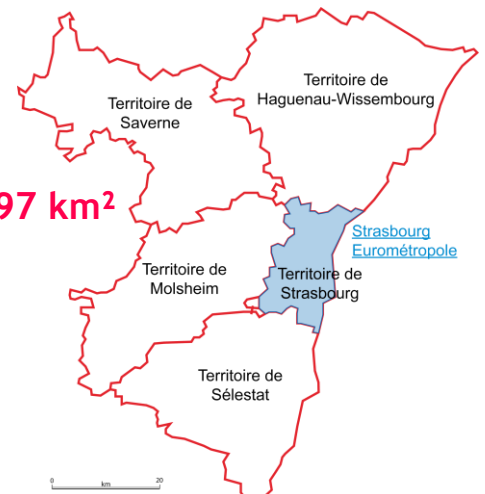 Territoire de
Haguenau-Wissembourg
Territoire de
Saverne
97 km²
Strasbourg
Eurométropole
Territoire de
Molsheim
Territoire de
Strasbourg
Territoire de
Sélestat
0 km 20